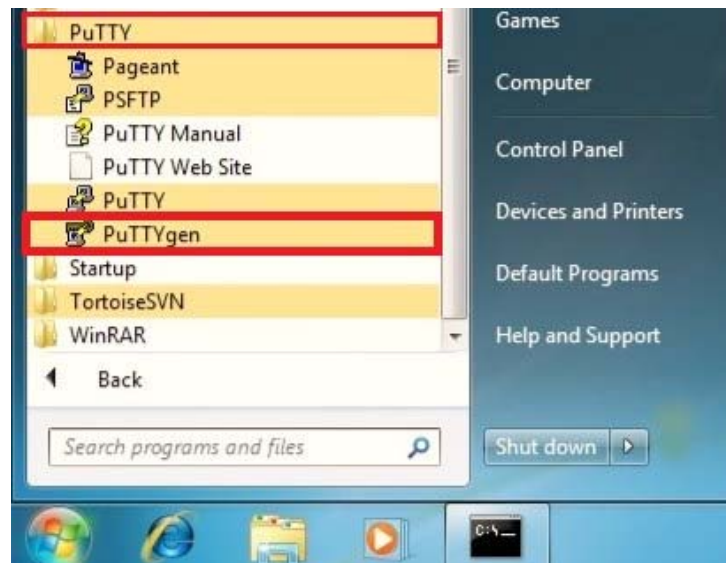 PuTTY
Pageant
PSFTP
PuTTY Manual
PuTTY Web Site
PuTTY
PuTTYgen
Startup
TortoiseSVN
WinRAR
Back
Search programs and files
Games
Computer
Control Panel
Devices and Printers
Default Programs
Help and Support
Shut down
C:\_